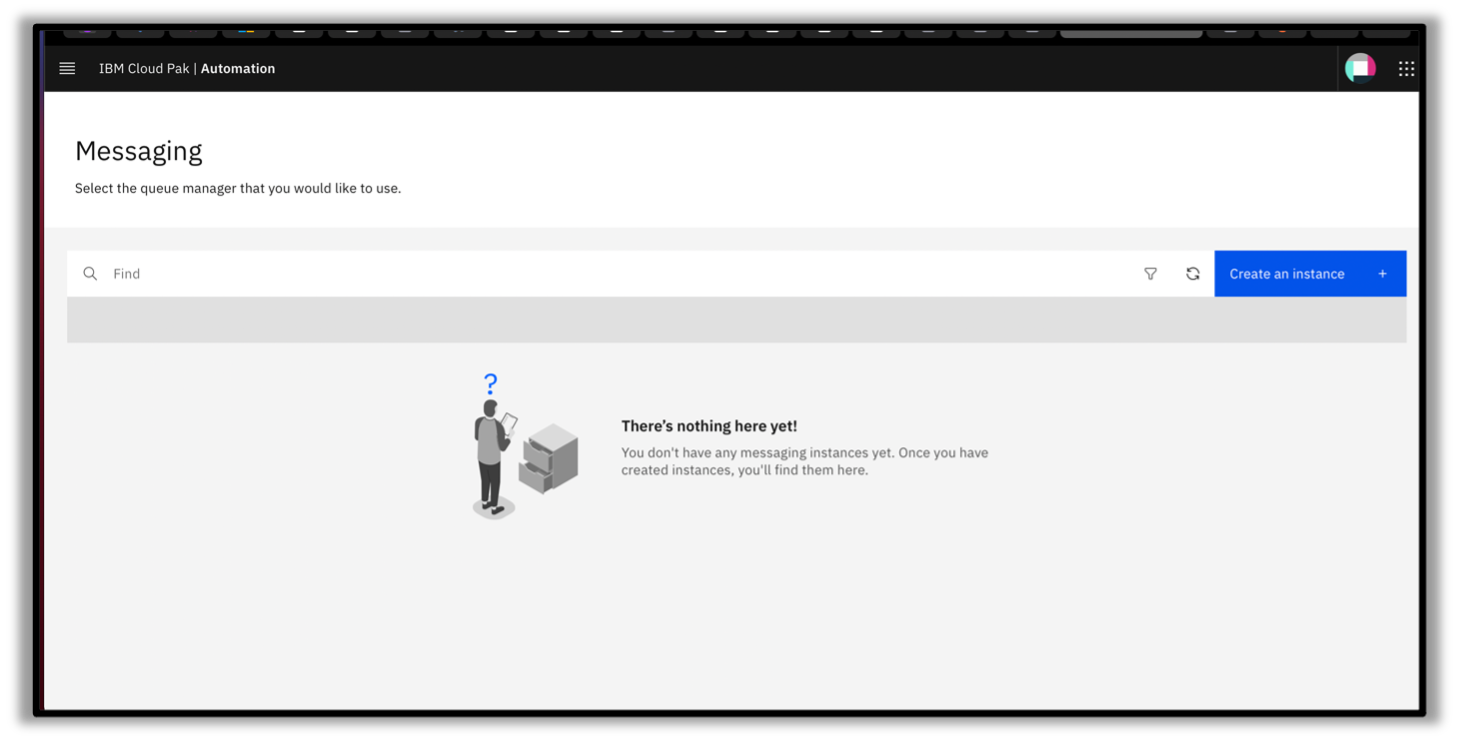 IBM Cloud Pak | Automation
Messaging
Select the queue manager that you would like to use.
Find
Create an instance +
?
There's nothing here yet!
You don't have any messaging instances yet. Once you have
created instances, you'll find them here.